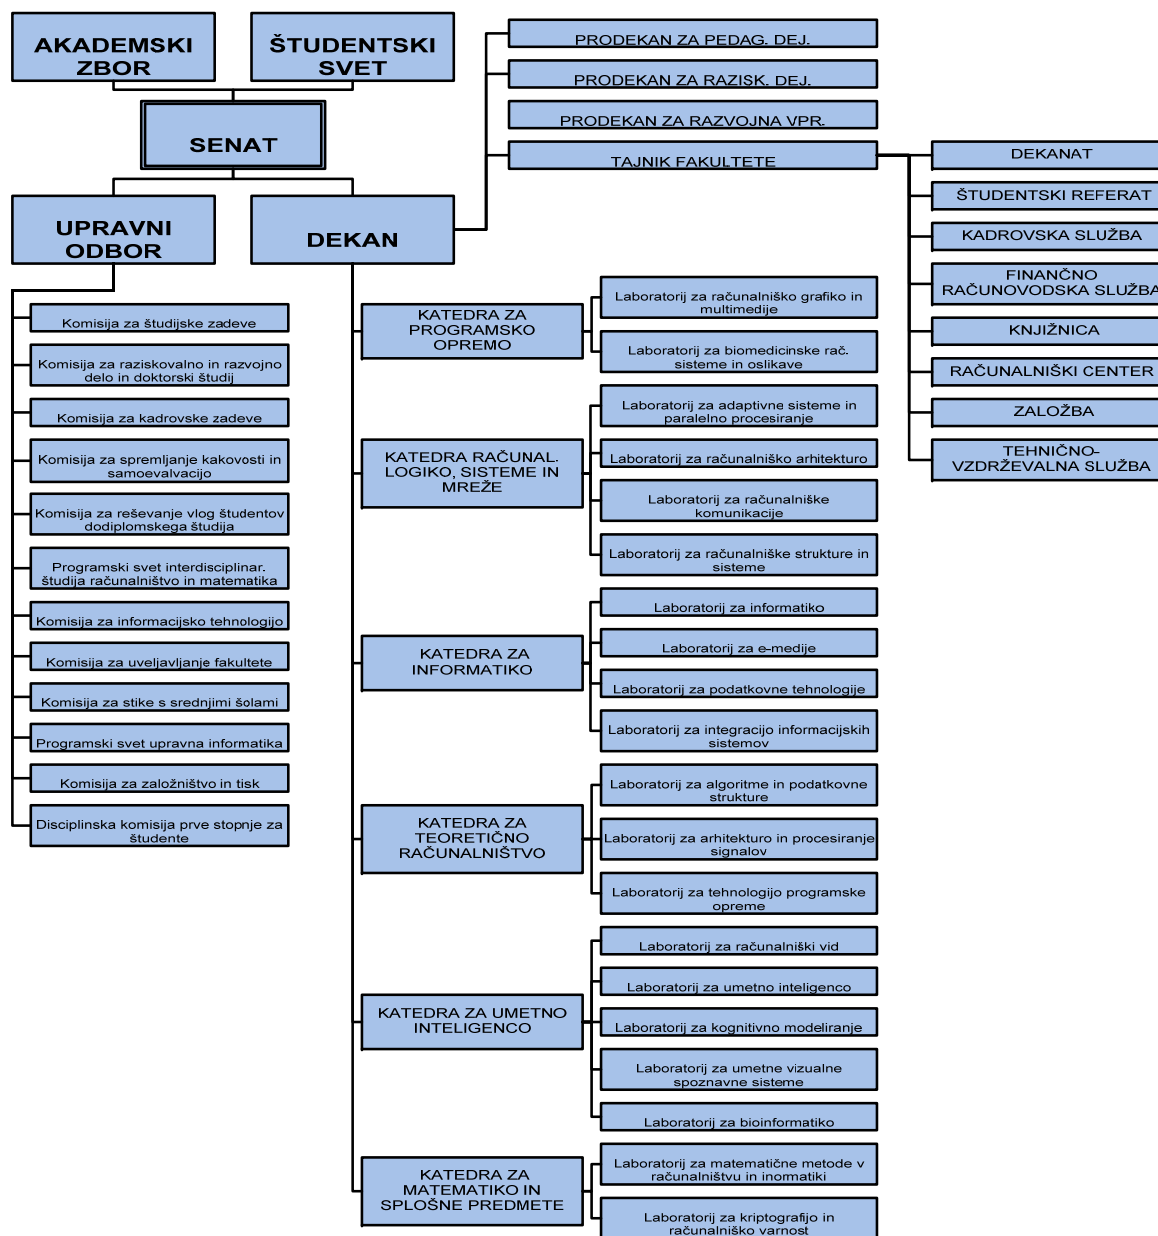 AKADEMSKI
ZBOR
ŠTUDENTSKI
SVET
SENAT
UPRAVNI
ODBOR
DEKAN
PRODEKAN ZA PEDAG. DEJ.
PRODEKAN ZA RAZISK. DEJ.
PRODEKAN ZA RAZVOJNA VPR.
TAJNIK FAKULTETE
DEKANAT
ŠTUDENTSKI REFERAT
KADROVSKA SLUŽBA
FINANČNO
RAČUNOVODSKA SLUŽBA
KNJIŽNICA
RAČUNALNIŠKI CENTER
ZALOŽBA
TEHNIČNO-
VZDRŽEVALNA SLUŽBA
Komisija za študijske zadeve
Komisija za raziskovalno in razvojno
delo in doktorski študij
Komisija za kadrovske zadeve
Komisija za spremljanje kakovosti in
samoevalvacijo
Komisija za reševanje vlog študentov
dodiplomskega študija
Programski svet interdisciplinar.
študija računalništvo in matematika
Komisija za informacijsko tehnologijo
Komisija za uveljavljanje fakultete
Komisija za stike s srednjimi šolami
Programski svet upravna informatika
Komisija za založništvo in tisk
Disciplinska komisija prve stopnje za
študente
KATEDRA ZA
PROGRAMSKO
OPREMO
Laboratorij za računalniško grafiko in
multimedije
Laboratorij za biomedicinske rač.
sisteme in oslikave
KATEDRA RAČUNAL.
LOGIKO, SISTEME IN
MREŽE
Laboratorij za adaptivne sisteme in
paralelno procesiranje
Laboratorij za računalniško arhitekturo
Laboratorij za računalniške
komunikacije
Laboratorij za računalniške strukture in
sisteme
KATEDRA ZA
INFORMATIKO
Laboratorij za informatiko
Laboratorij za e-medije
Laboratorij za podatkovne tehnologije
Laboratorij za integracijo informacijskih
sistemov
KATEDRA ZA
TEORETIČNO
RAČUNALNIŠTVO
Laboratorij za algoritme in podatkovne
strukture
Laboratorij za arhitekturo in procesiranje
signalov
Laboratorij za tehnologijo programske
opreme
KATEDRA ZA UMETNO
INTELIGENCO
Laboratorij za računalniški vid
Laboratorij za umetno inteligenco
Laboratorij za kognitivno modeliranje
Laboratorij za umetne vizualne
spoznavne sisteme
Laboratorij za bioinformatiko
KATEDRA ZA
MATEMATIKO IN
SPLOŠNE PREDMETE
Laboratorij za matematične metode v
računalništvu in inormatiki
Laboratorij za kriptografijo in
računalniško varnost